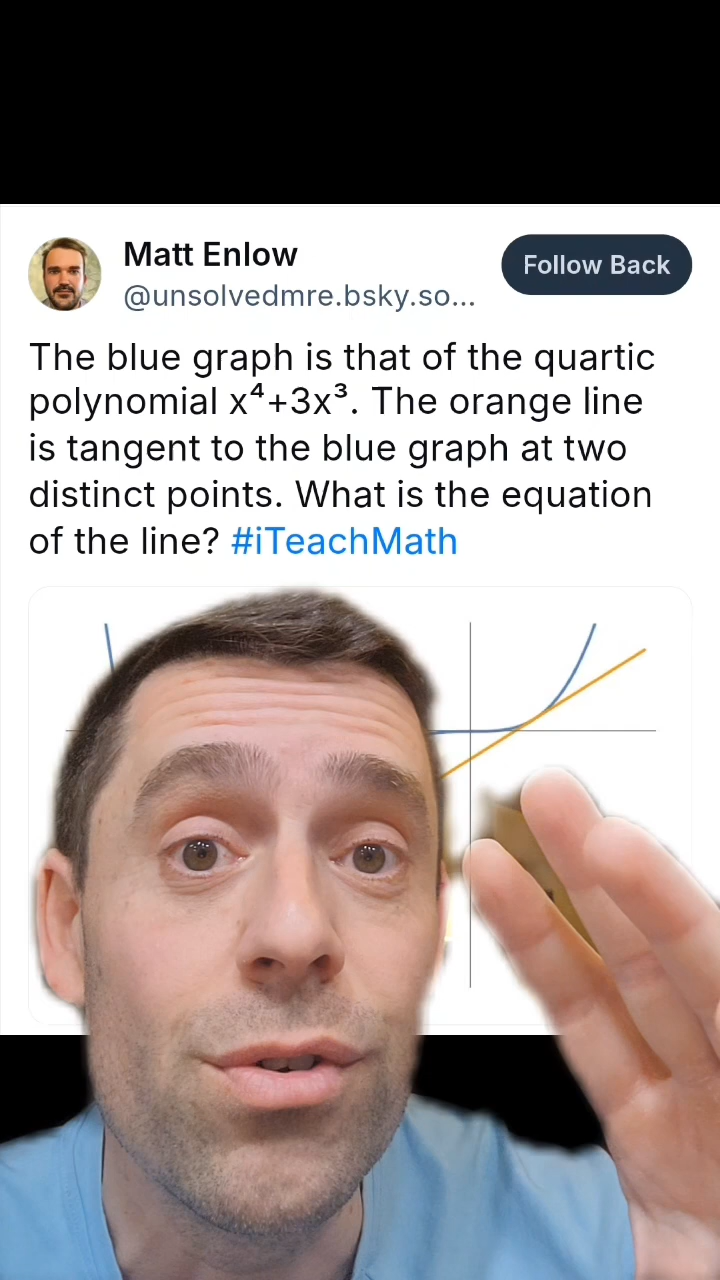 Matt Enlow
Follow Back
@unsolvedmre.bsky.so...
The blue graph is that of the quartic
polynomial x⁴+3x³. The orange line
is tangent to the blue graph at two
distinct points. What is the equation
of the line? #iTeachMath